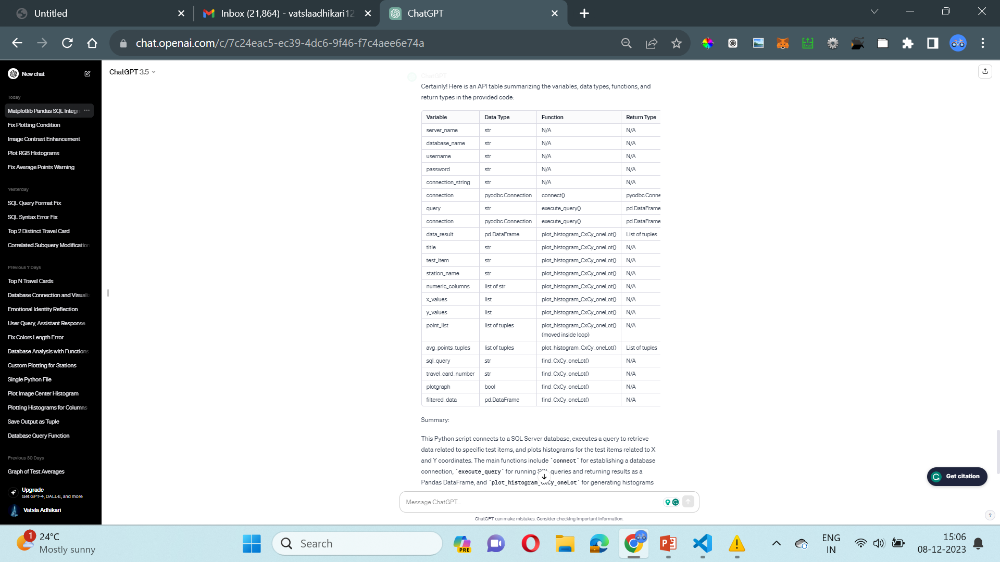 Untitled
Inbox (21,864) - vatslaadhikari12
ChatGPT
chat.openai.com/c/7c24eac5-ec39-4dc6-9f46-f7c4aee6e74a
New chat
Today
Matplotlib Pandas SQL Integr
Fix Plotting Condition
Image Contrast Enhancement
Plot RGB Histograms
Fix Average Points Warning
Yesterday
SQL Query Format Fix
SQL Syntax Error Fix
Top 2 Distinct Travel Card
Correlated Subquery Modification
Previous 7 Days
Top N Travel Cards
Database Connection and Visuali
Emotional Identity Reflection
User Query, Assistant Response
Fix Colors Length Error
Database Analysis with Functions
Custom Plotting for Stations
Single Python File
Plot Image Center Histogram
Plotting Histograms for Columns
Save Output as Tuple
Database Query Function
Previous 30 Days
Graph of Test Averages
Upgrade
Get GPT-4, DALL·E, and more
Vatsla Adhikari
ChatGPT 3.5
ChatGPT
Certainly! Here is an API table summarizing the variables, data types, functions, and
return types in the provided code:
Variable Data Type Function Return Type
server_name str N/A N/A
database_name str N/A N/A
username str N/A N/A
password str N/A N/A
connection_string str N/A N/A
connection pyodbc.Connection connect() pyodbc.Conne
query str execute_query() pd.DataFrame
connection pyodbc.Connection execute_query() pd.DataFrame
data_result pd.DataFrame plot_histogram_CxCy_oneLot() List of tuples
title str plot_histogram_CxCy_oneLot() N/A
test_item str plot_histogram_CxCy_oneLot() N/A
station_name str plot_histogram_CxCy_oneLot() N/A
numeric_columns list of str plot_histogram_CxCy_oneLot() N/A
x_values list plot_histogram_CxCy_oneLot() N/A
y_values list plot_histogram_CxCy_oneLot() N/A
point_list list of tuples plot_histogram_CxCy_oneLot() N/A
(moved inside loop)
avg_points_tuples list of tuples plot_histogram_CxCy_oneLot() List of tuples
sql_query str find_CxCy_oneLot() N/A
travel_card_number str find_CxCy_oneLot() N/A
plotgraph bool find_CxCy_oneLot() N/A
filtered_data pd.DataFrame find_CxCy_oneLot() N/A
Summary:
This Python script connects to a SQL Server database, executes a query to retrieve
data related to specific test items, and plots histograms for the test items related to X
and Y coordinates. The main functions include `connect` for establishing a database
connection, `execute_query` for running SQL queries and returning results as a
Pandas DataFrame, and `plot_histogram_CxCy_oneLot` for generating histograms
Get citation
Message ChatGPT...
ChatGPT can make mistakes. Consider checking important information.
?
1
24°C
Mostly sunny
Search
PRE
ENG
IN
15:06
08-12-2023